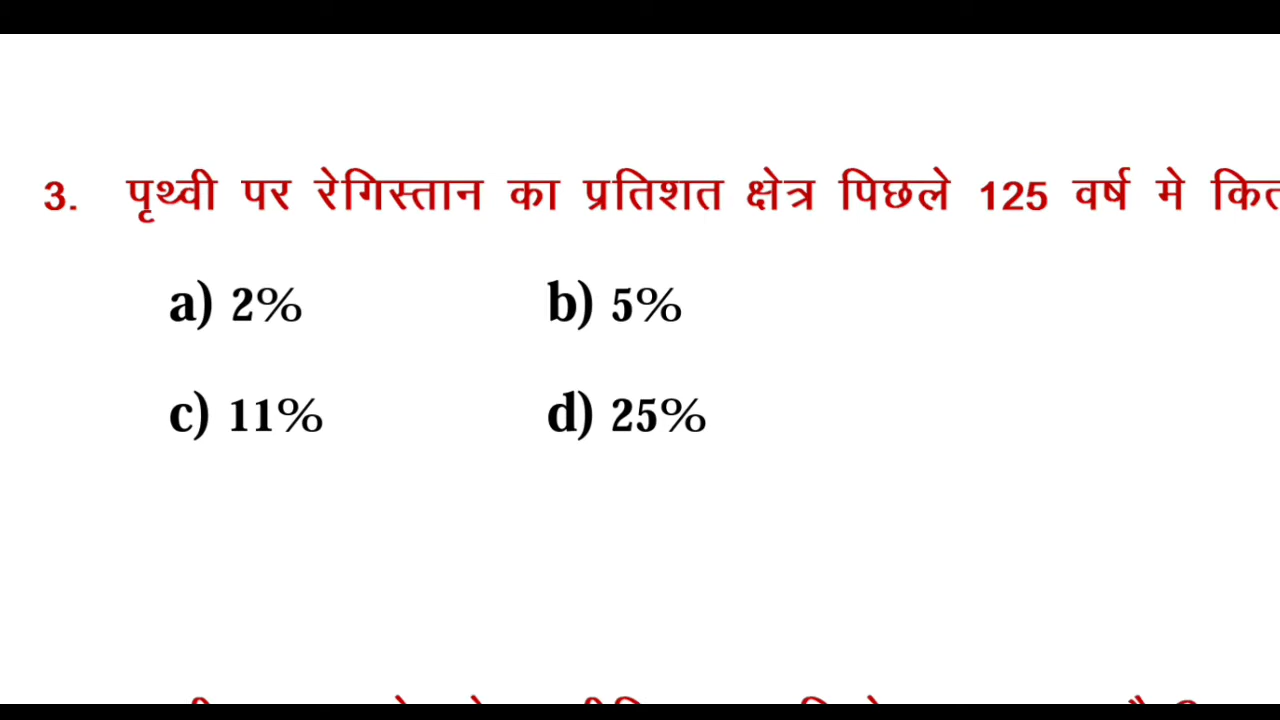 3. पृथ्वी पर रेगिस्तान का प्रतिशत क्षेत्र पिछले 125 वर्ष मे
a) 2% b) 5%
c) 11% d) 25%